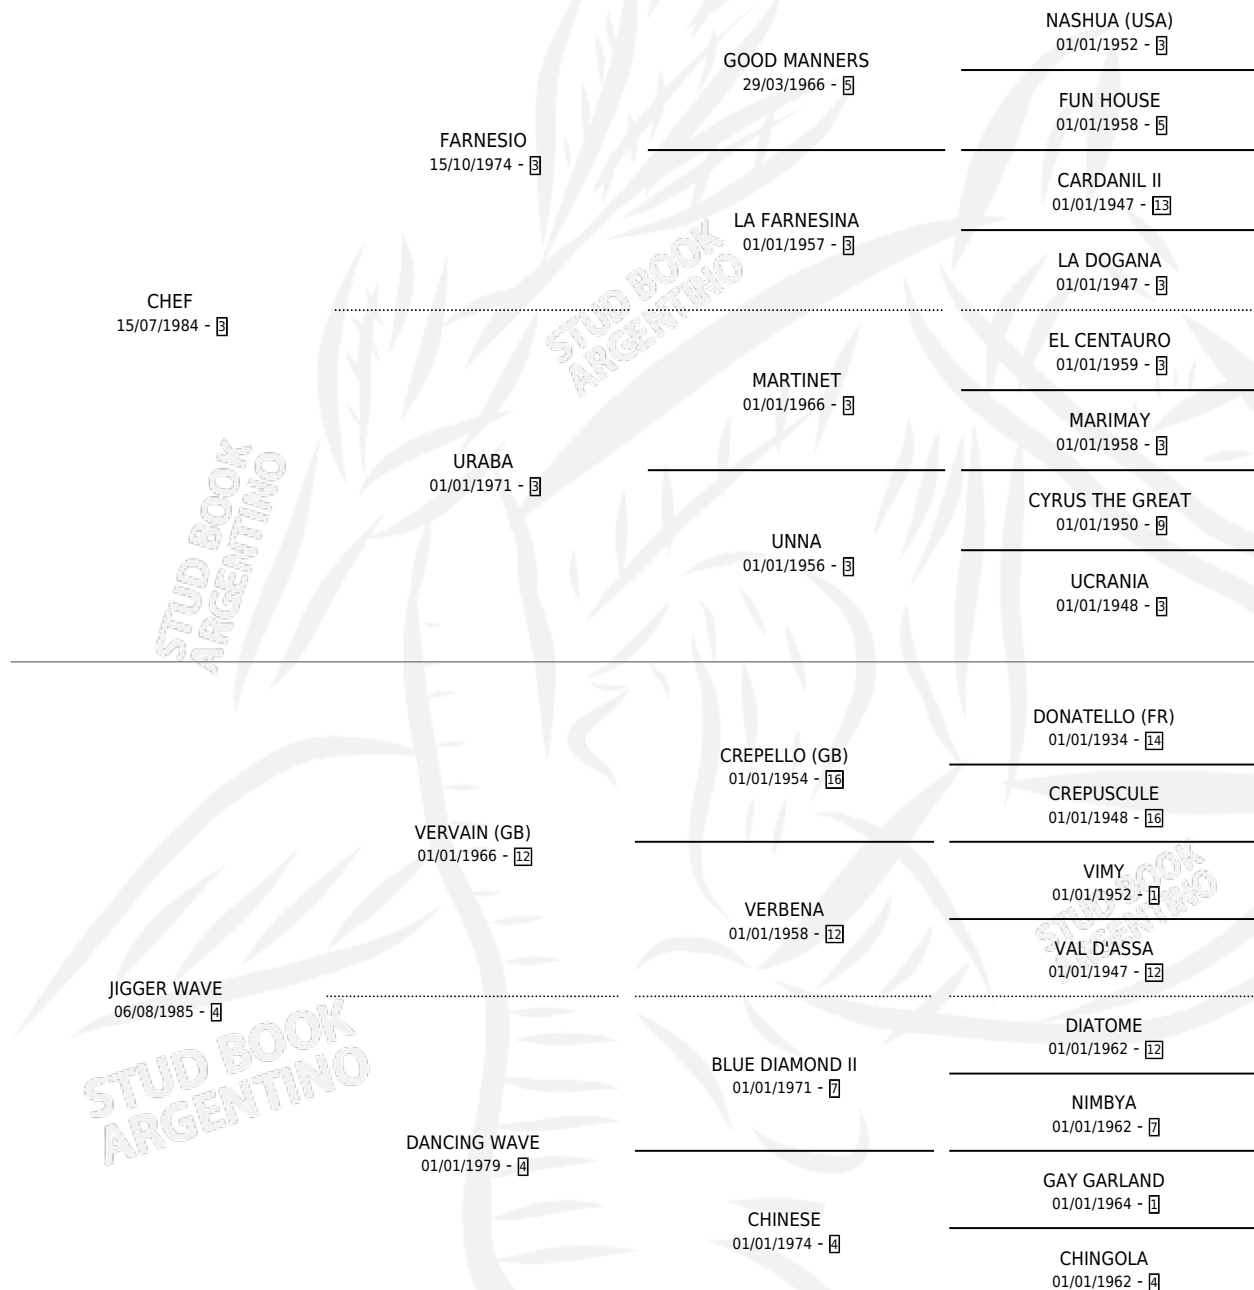 NASHUA (USA)
01/01/1952 - 3
GOOD MANNERS
29/03/1966 - 5
FUN HOUSE
01/01/1958 - 5
FARNESIO
15/10/1974 - 3
CARDANIL II
01/01/1947 - 13
LA FARNESINA
01/01/1957 - 3
LA DOGANA
01/01/1947 - 3
CHEF
15/07/1984 - 3
EL CENTAURO
01/01/1959 - 3
MARTINET
01/01/1966 - 3
MARIMAY
01/01/1958 - 3
URABA
01/01/1971 - 3
CYRUS THE GREAT
01/01/1950 - 9
UNNA
01/01/1956 - 3
UCRANIA
01/01/1948 - 3
STUD BOOK
ARGENTINO
STUD BOOK
ARGENTINO
DONATELLO (FR)
01/01/1934 - 14
CREPELLO (GB)
01/01/1954 - 16
CREPUSCULE
01/01/1948 - 16
VERVAIN (GB)
01/01/1966 - 12
VIMY
01/01/1952 - 1
VERBENA
01/01/1958 - 12
VAL D'ASSA
01/01/1947 - 12
STUD BOOK
ARGENTINO
JIGGER WAVE
06/08/1985 - 4
DIATOME
01/01/1962 - 12
BLUE DIAMOND II
01/01/1971 - 7
NIMBYA
01/01/1962 - 7
DANCING WAVE
01/01/1979 - 4
GAY GARLAND
01/01/1964 - 1
CHINESE
01/01/1974 - 4
CHINGOLA
01/01/1962 - 4
STUD BOOK
ARGENTINO